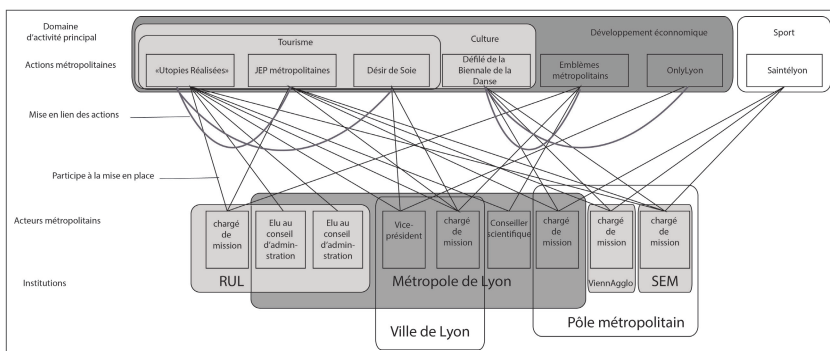 Domaine
d'activité principal
Développement économique
Sport
Culture
Tourisme
Actions métropolitaines
«Utopies Réalisées»
JEP métropolitaines
Désir de Soie
Défilé de la
Biennale de la
Danse
Emblèmes
métropolitains
OnlyLyon
Saintélyon
Mise en lien des actions
Participe à la mise en place
Acteurs métropolitains
chargé
de
mission
Elu au
conseil
d'admin-
stration
Elu au
conseil
d'admin-
stration
Vice-
président
chargé
de
mission
Conseiller
scientifique
chargé
de
mission
chargé
de
mission
chargé
de
mission
Institutions
RUL
Métropole de Lyon
ViennAgglo
SEM
Ville de Lyon
Pôle métropolitain